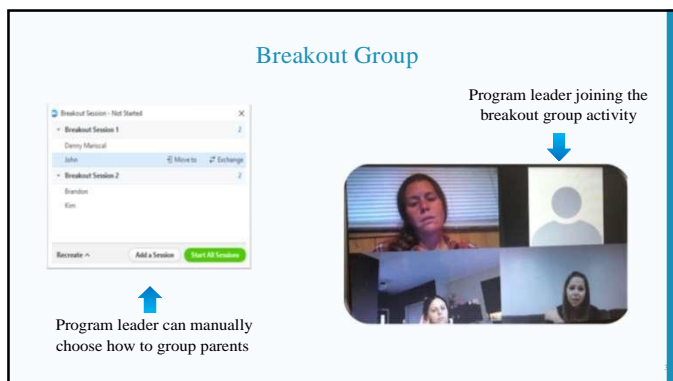 Breakout Group
Breakout Session - Not Started
Breakout Session 1 2
Danny Mariscal
John Move to Exchange
Breakout Session 2 2
Brandon
Kim
Recreate Add a Session Start All Sessions
Program leader can manually
choose how to group parents
Program leader joining the
breakout group activity